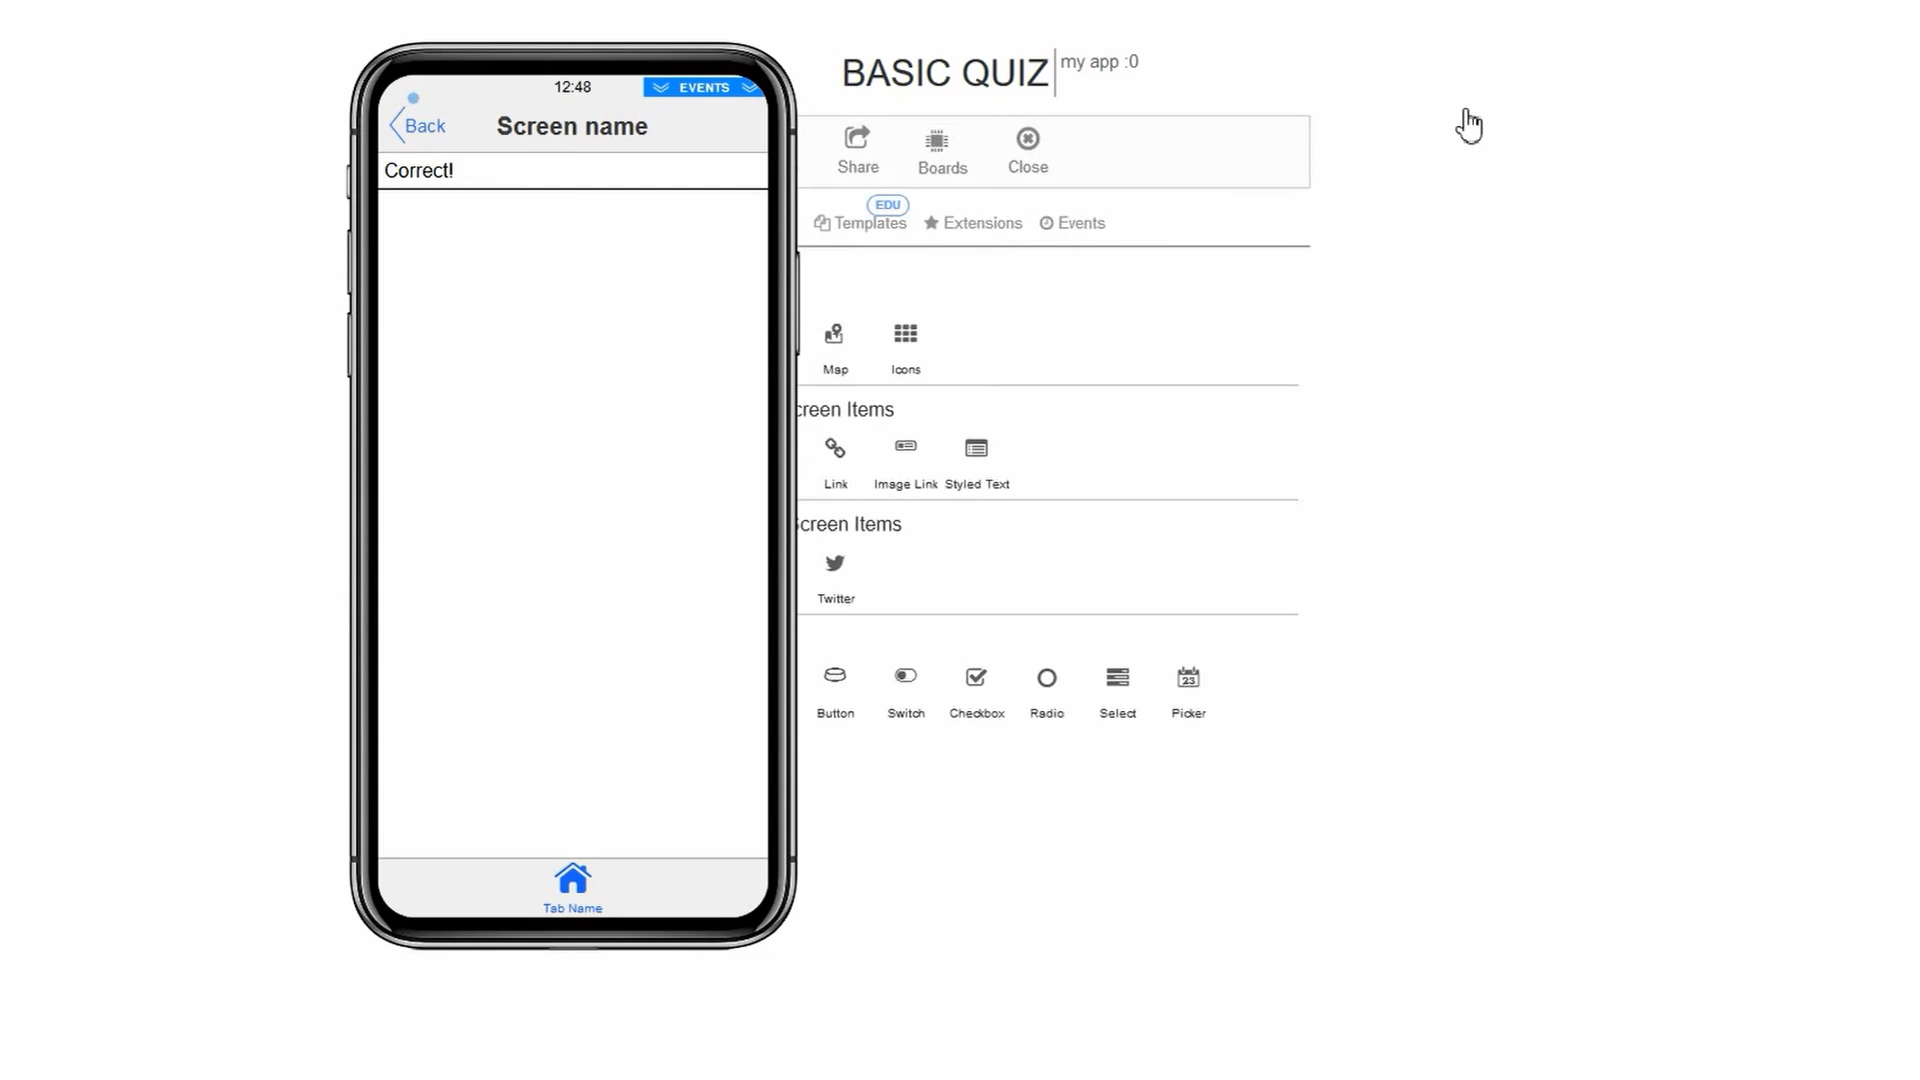 12:48
EVENTS
Back
Screen name
Correct!
Tab Name
BASIC QUIZ
my app :0
Share
Boards
Close
EDU
Templates
Extensions
Events
Map
Icons
creen Items
Link
Image Link
Styled Text
Screen Items
Twitter
Button
Switch
Checkbox
Radio
23
Select
Picker